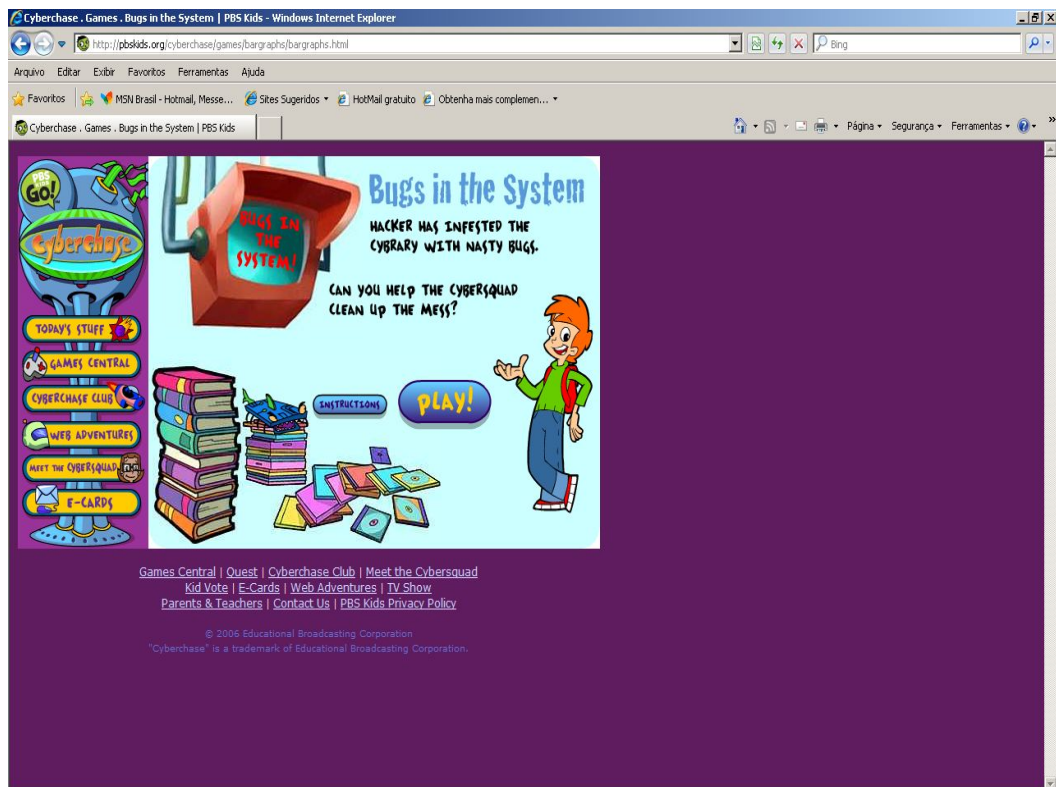 Cyberchase . Games . Bugs in the System | PBS Kids - Windows Internet Explorer
http://pbskids.org/cyberchase/games/bargraphs/bargraphs.html
Bing
Arquivo Editar Exibir Favoritos Ferramentas Ajuda
Favoritos MSN Brasil - Hotmail, Messe... Sites Sugeridos HotMail gratuito Obtenha mais complemen...
Cyberchase . Games . Bugs in the System | PBS Kids
Página Segurança Ferramentas
PBS
GO!
Cyberchase
TODAY'S STUFF
GAMES CENTRAL
CYBERCHASE CLUB
WEB ADVENTURES
MEET THE CYBERSQUAD
E-CARDS
BUGS IN
THE
SYSTEM!
Bugs in the System
HACKER HAS INFESTED THE
CYBRARY WITH NASTY BUGS.
CAN YOU HELP THE CYBERSQUAD
CLEAN UP THE MESS?
INSTRUCTIONS
PLAY!
Games Central | Quest | Cyberchase Club | Meet the Cybersquad
Kid Vote | E-Cards | Web Adventures | TV Show
Parents & Teachers | Contact Us | PBS Kids Privacy Policy
© 2006 Educational Broadcasting Corporation
"Cyberchase" is a trademark of Educational Broadcasting Corporation.